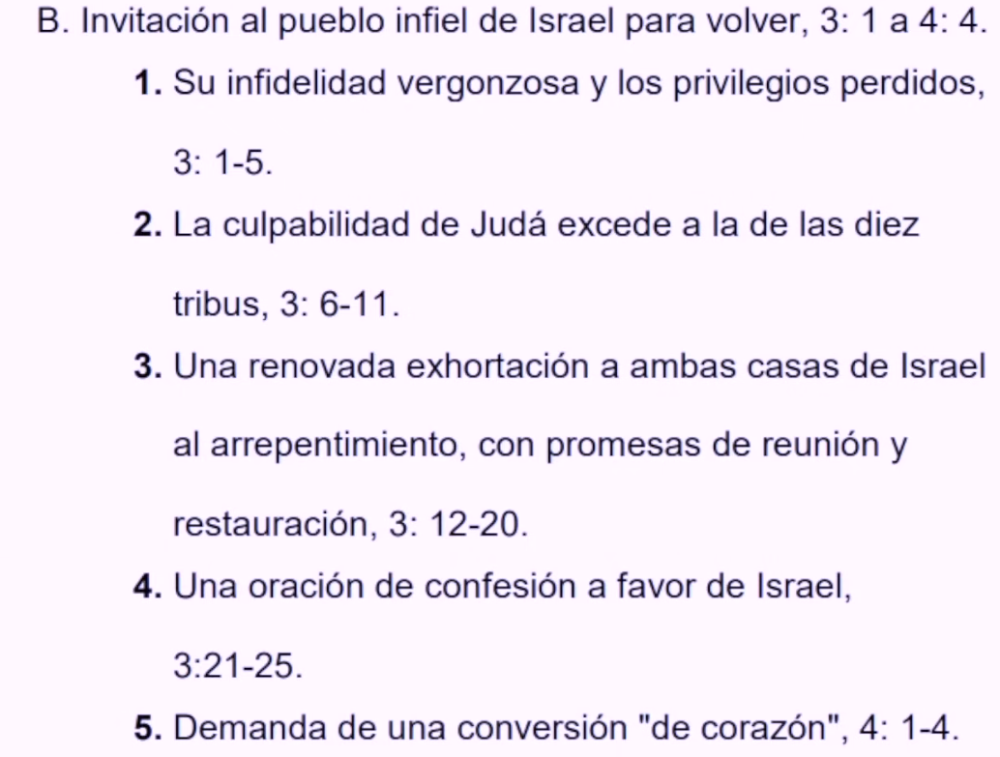 B. Invitación al pueblo infiel de Israel para volver, 3: 1 a 4: 4.
1. Su infidelidad vergonzosa y los privilegios perdidos,
3: 1-5.
2. La culpabilidad de Judá excede a la de las diez
tribus, 3: 6-11.
3. Una renovada exhortación a ambas casas de Israel
al arrepentimiento, con promesas de reunión y
restauración, 3: 12-20.
4. Una oración de confesión a favor de Israel,
3:21-25.
5. Demanda de una conversión "de corazón", 4: 1-4.